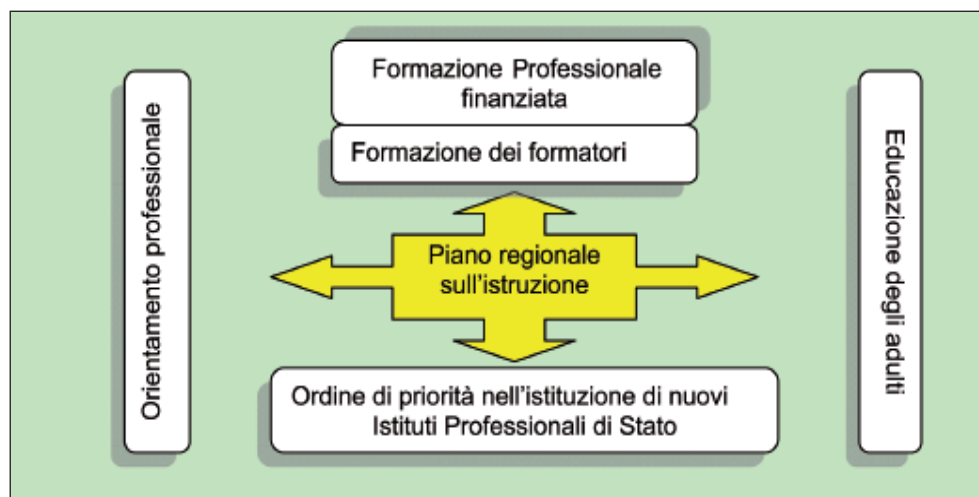 Formazione Professionale
finanziata
Formazione dei formatori
Orientamento professionale
Piano regionale
sull'istruzione
Educazione degli adulti
Ordine di priorità nell'istituzione di nuovi
Istituti Professionali di Stato